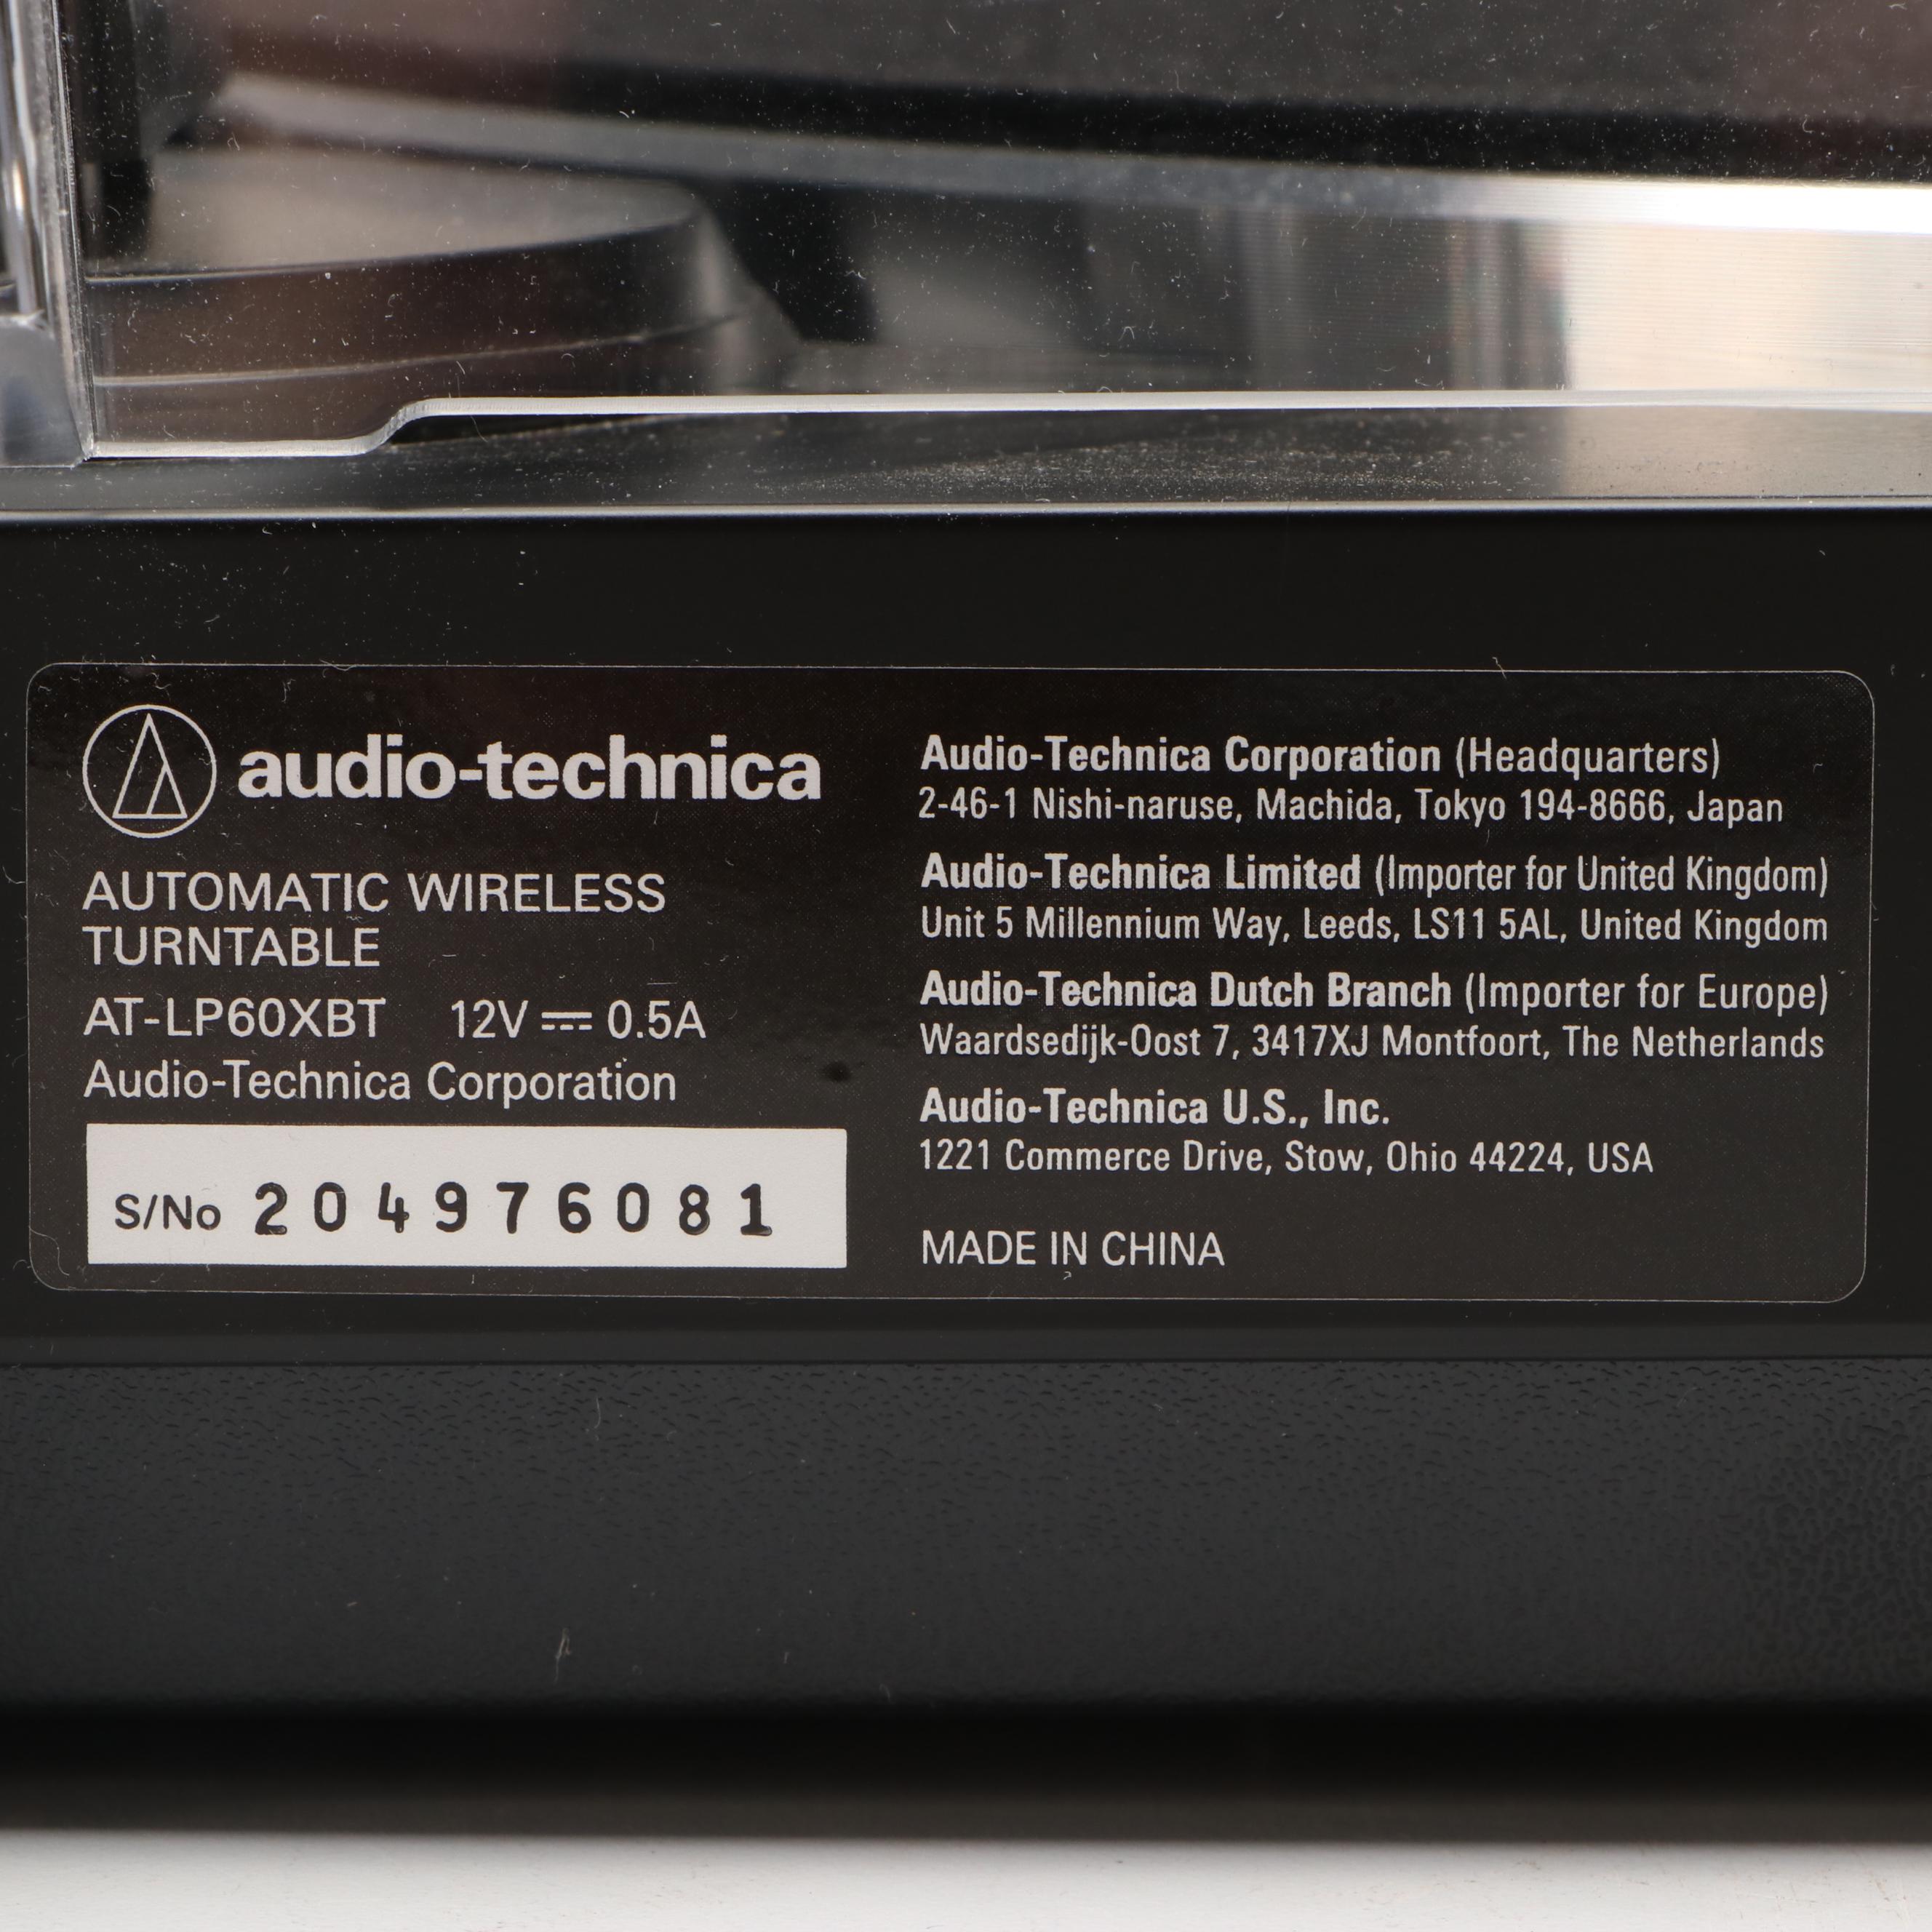 audio-technica
AUTOMATIC WIRELESS
TURNTABLE
AT-LP60XBT 12V ⎓ 0.5A
Audio-Technica Corporation
S/No 204976081
Audio-Technica Corporation (Headquarters)
2-46-1 Nishi-naruse, Machida, Tokyo 194-8666, Japan
Audio-Technica Limited (Importer for United Kingdom)
Unit 5 Millennium Way, Leeds, LS11 5AL, United Kingdom
Audio-Technica Dutch Branch (Importer for Europe)
Waardsedijk-Oost 7, 3417XJ Montfoort, The Netherlands
Audio-Technica U.S., Inc.
1221 Commerce Drive, Stow, Ohio 44224, USA
MADE IN CHINA